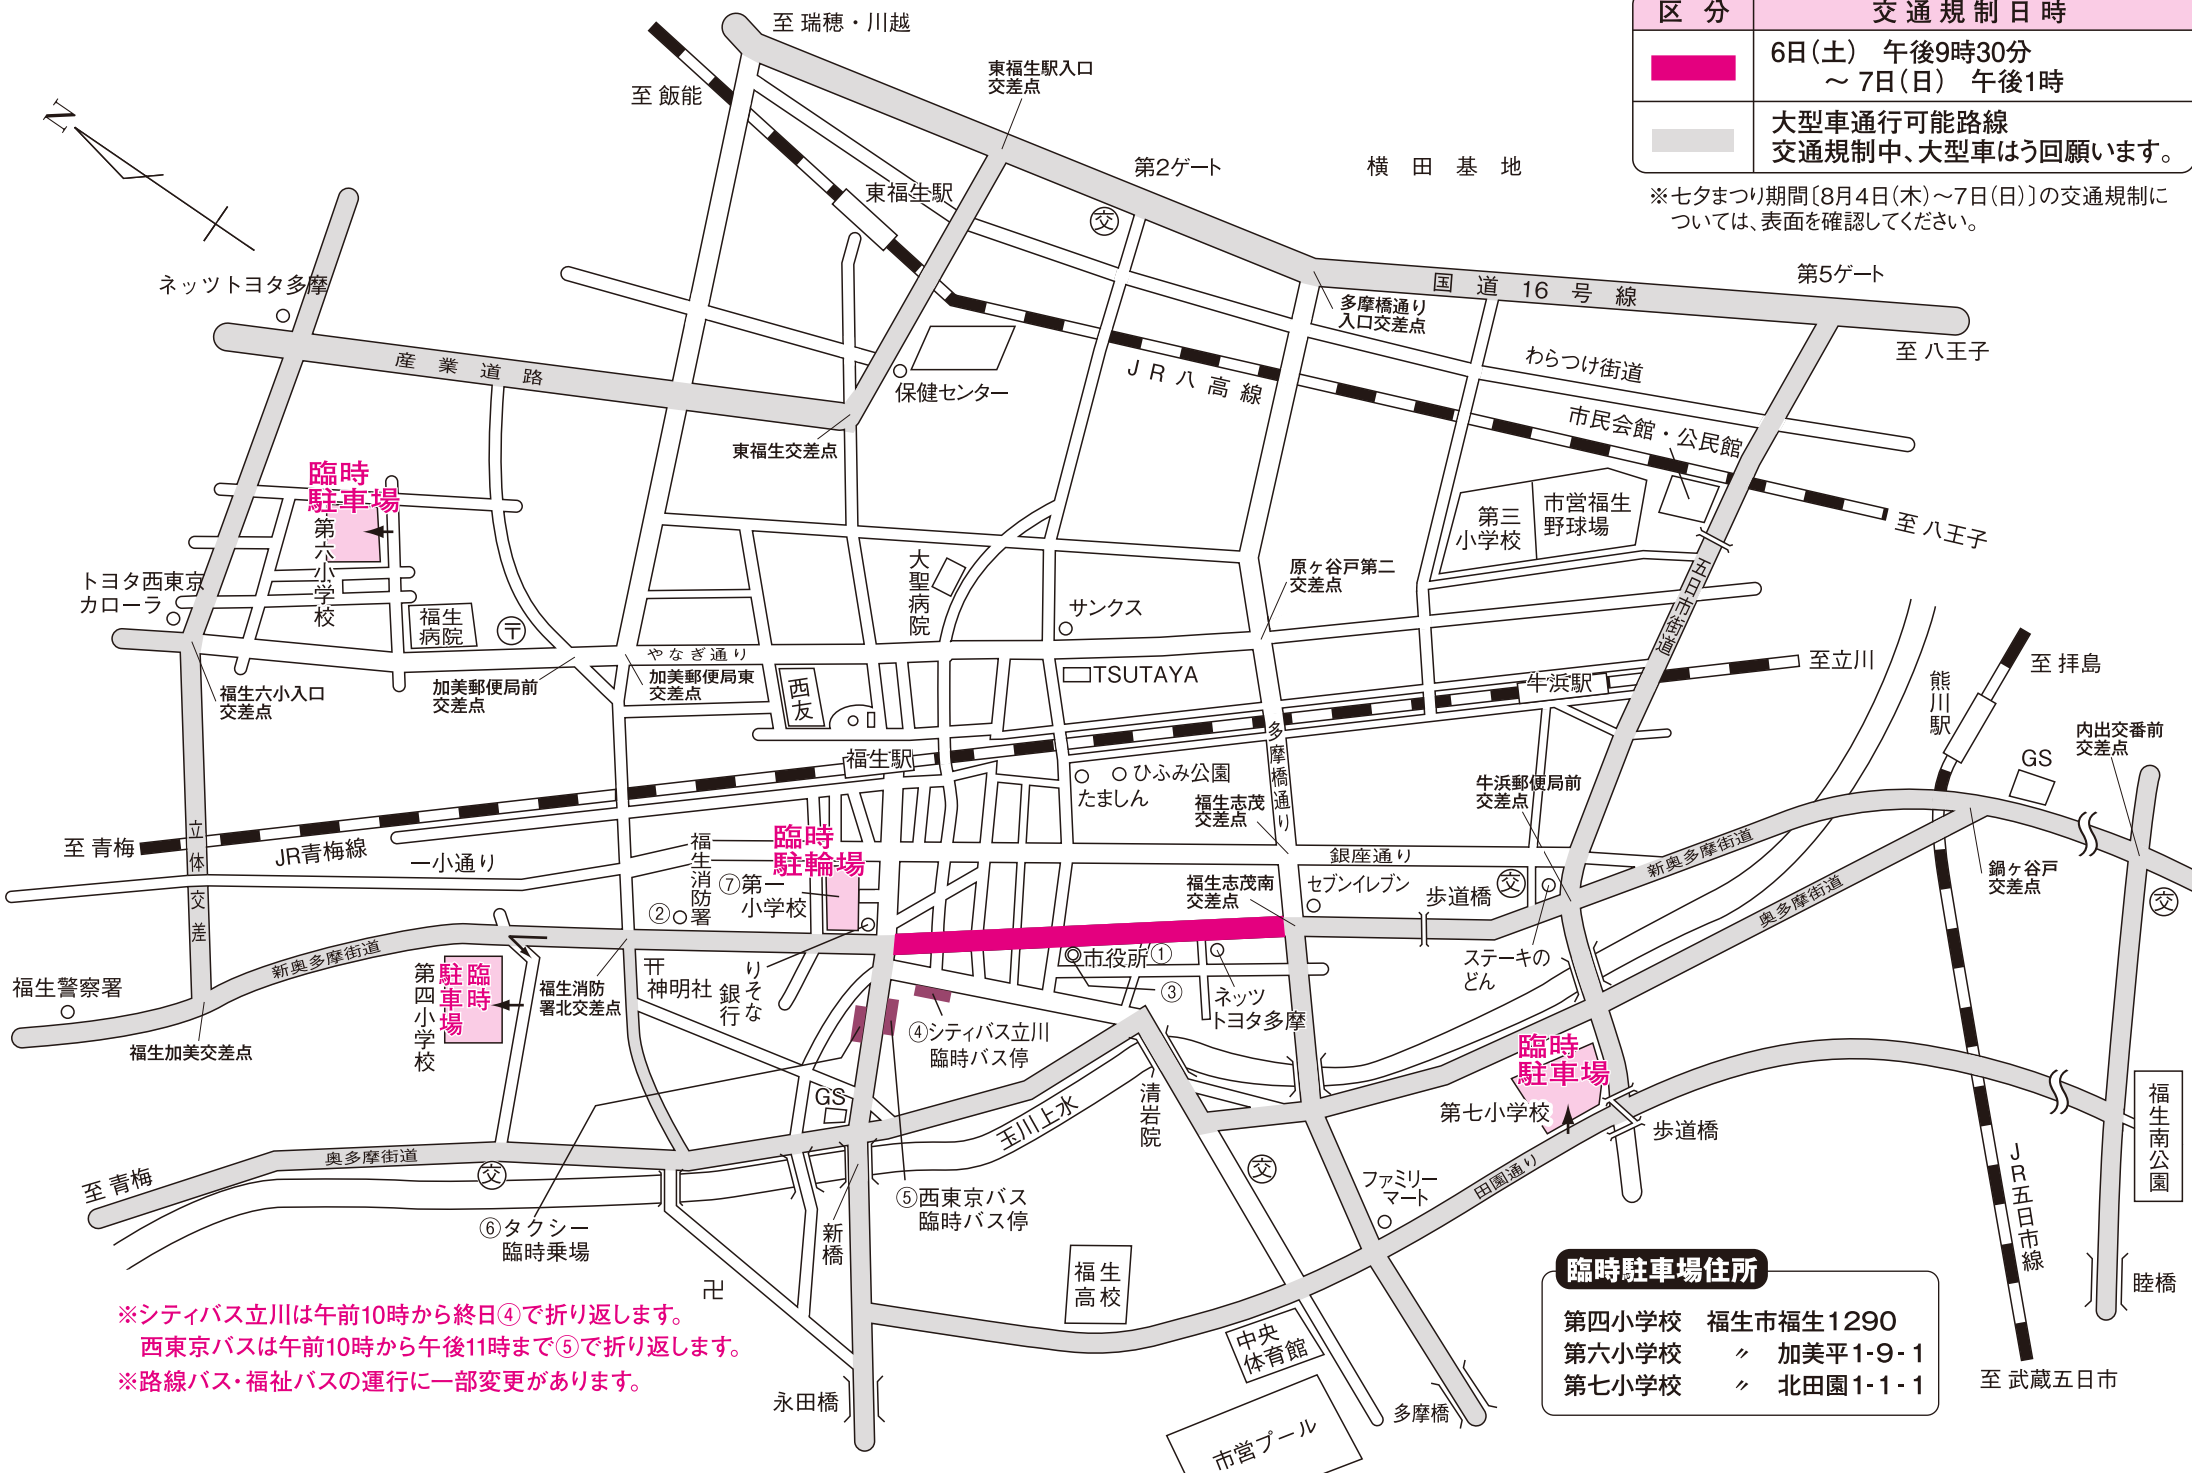 区 分
交通規制日時
6日(土) 午後9時30分
～ 7日(日) 午後1時
大型車通行可能路線
交通規制中、大型車はう回願います。
※七夕まつり期間〔8月4日(木)～7日(日)〕の交通規制に
ついては、表面を確認してください。
至 瑞穂・川越
至 飯能
N
東福生駅入口
交差点
第2ゲート
横 田 基 地
東福生駅
交
国 道 16 号 線
第5ゲート
至 八王子
多摩橋通り
入口交差点
わらつけ街道
ネッツトヨタ多摩
産 業 道 路
保健センター
JR八高線
市民会館・公民館
東福生交差点
至 八王子
臨時
駐車場
第六小学校
第三
小学校
市営福生
野球場
トヨタ西東京
カローラ
福生
病院
〒
大聖病院
サンクス
原ヶ谷戸第二
交差点
五日市街道
やなぎ通り
福生六小入口
交差点
加美郵便局前
交差点
加美郵便局東
交差点
西友
TSUTAYA
牛浜駅
至立川
熊川駅
至 拝島
内出交番前
交差点
GS
福生駅
多摩橋通り
ひふみ公園
たましん
福生志茂
交差点
牛浜郵便局前
交差点
至 青梅
JR青梅線
立体交差
一小通り
福生消防署
臨時
駐輪場
⑦第一
小学校
②
銀座通り
セブンイレブン
福生志茂南
交差点
歩道橋
交
新奥多摩街道
奥多摩街道
鍋ヶ谷戸
交差点
交
新奥多摩街道
福生警察署
福生加美交差点
臨時
駐車場
第四小学校
福生消防
署北交差点
神明社
りそな
銀行
市役所
①
③
ネッツ
トヨタ多摩
ステーキの
どん
④シティバス立川
臨時バス停
GS
玉川上水
清岩院
臨時
駐車場
第七小学校
歩道橋
福生南公園
至 青梅
奥多摩街道
交
⑤西東京バス
臨時バス停
⑥タクシー
臨時乗場
新橋
交
ファミリー
マート
田園通り
JR五日市線
卍
福生
高校
睦橋
※シティバス立川は午前10時から終日④で折り返します。
西東京バスは午前10時から午後11時まで⑤で折り返します。
※路線バス・福祉バスの運行に一部変更があります。
永田橋
中央
体育館
市営プール
多摩橋
至 武蔵五日市
臨時駐車場住所
第四小学校 福生市福生1290
第六小学校 〃 加美平1-9-1
第七小学校 〃 北田園1-1-1